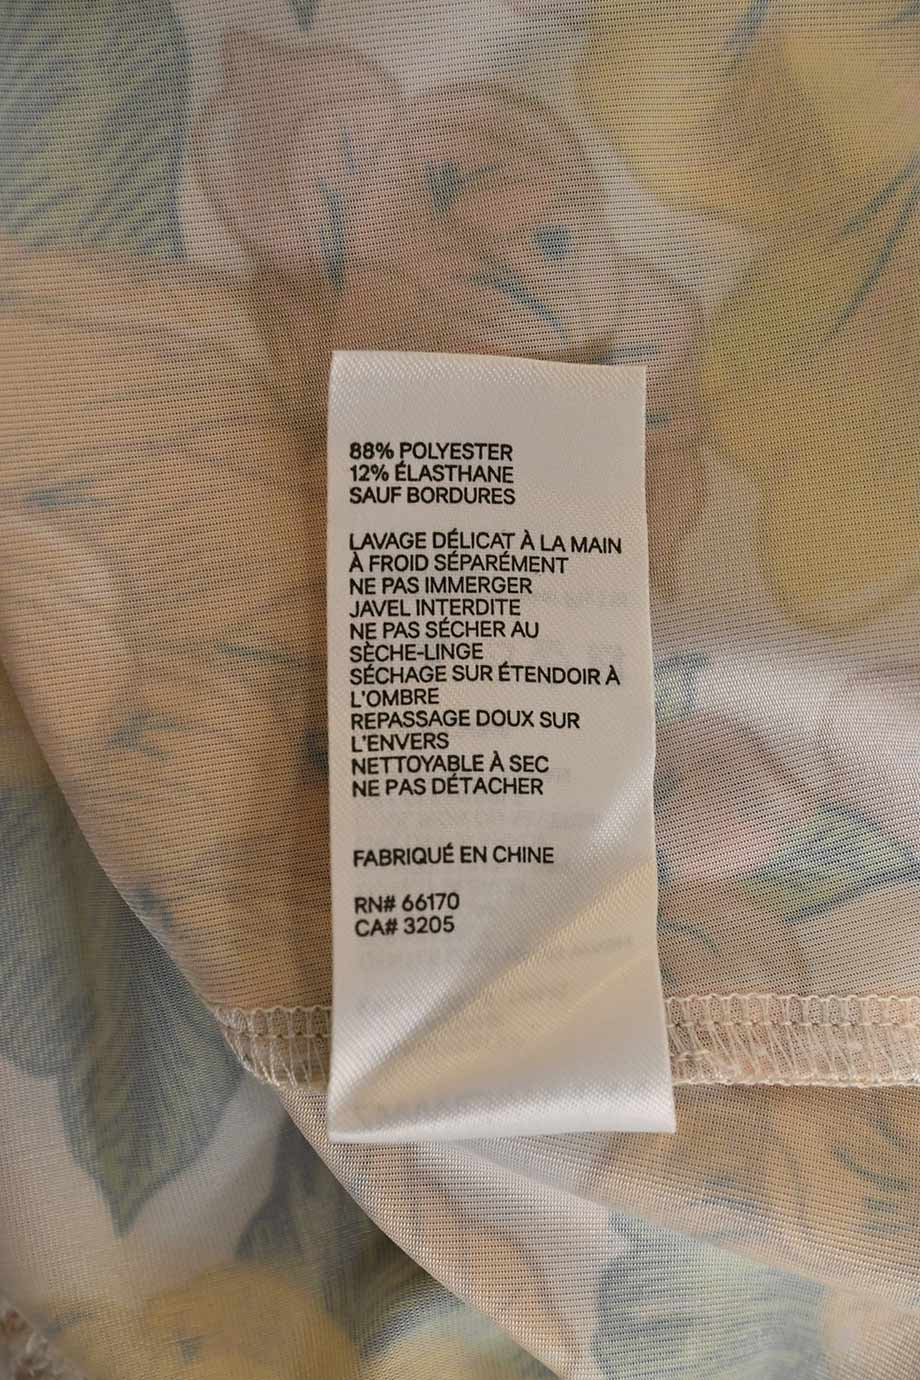 88% POLYESTER
12% ÉLASTHANE
SAUF BORDURES
LAVAGE DÉLICAT À LA MAIN
À FROID SÉPARÉMENT
NE PAS IMMERGER
JAVEL INTERDITE
NE PAS SÉCHER AU
SÈCHE-LINGE
SÉCHAGE SUR ÉTENDOIR À
L'OMBRE
REPASSAGE DOUX SUR
L'ENVERS
NETTOYABLE À SEC
NE PAS DÉTACHER
FABRIQUÉ EN CHINE
RN# 66170
CA# 3205